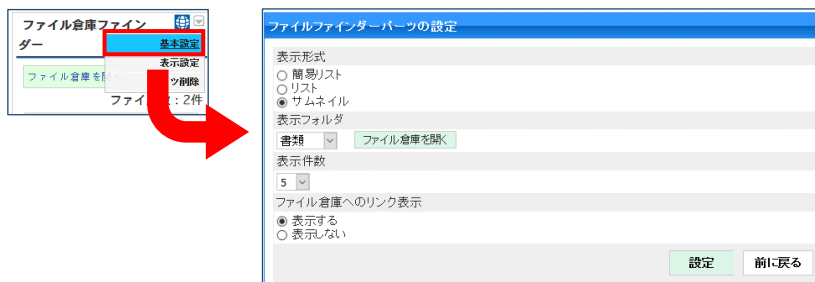 ファイル倉庫ファイン
ダー
基本設定
表示設定
ファイル倉庫を開
ツ削除
ファイ
：2件
ファイルファインダーパーツの設定
表示形式
簡易リスト
リスト
サムネイル
表示フォルダ
書類
ファイル倉庫を開く
表示件数
5
ファイル倉庫へのリンク表示
表示する
表示しない
設定
前に戻る